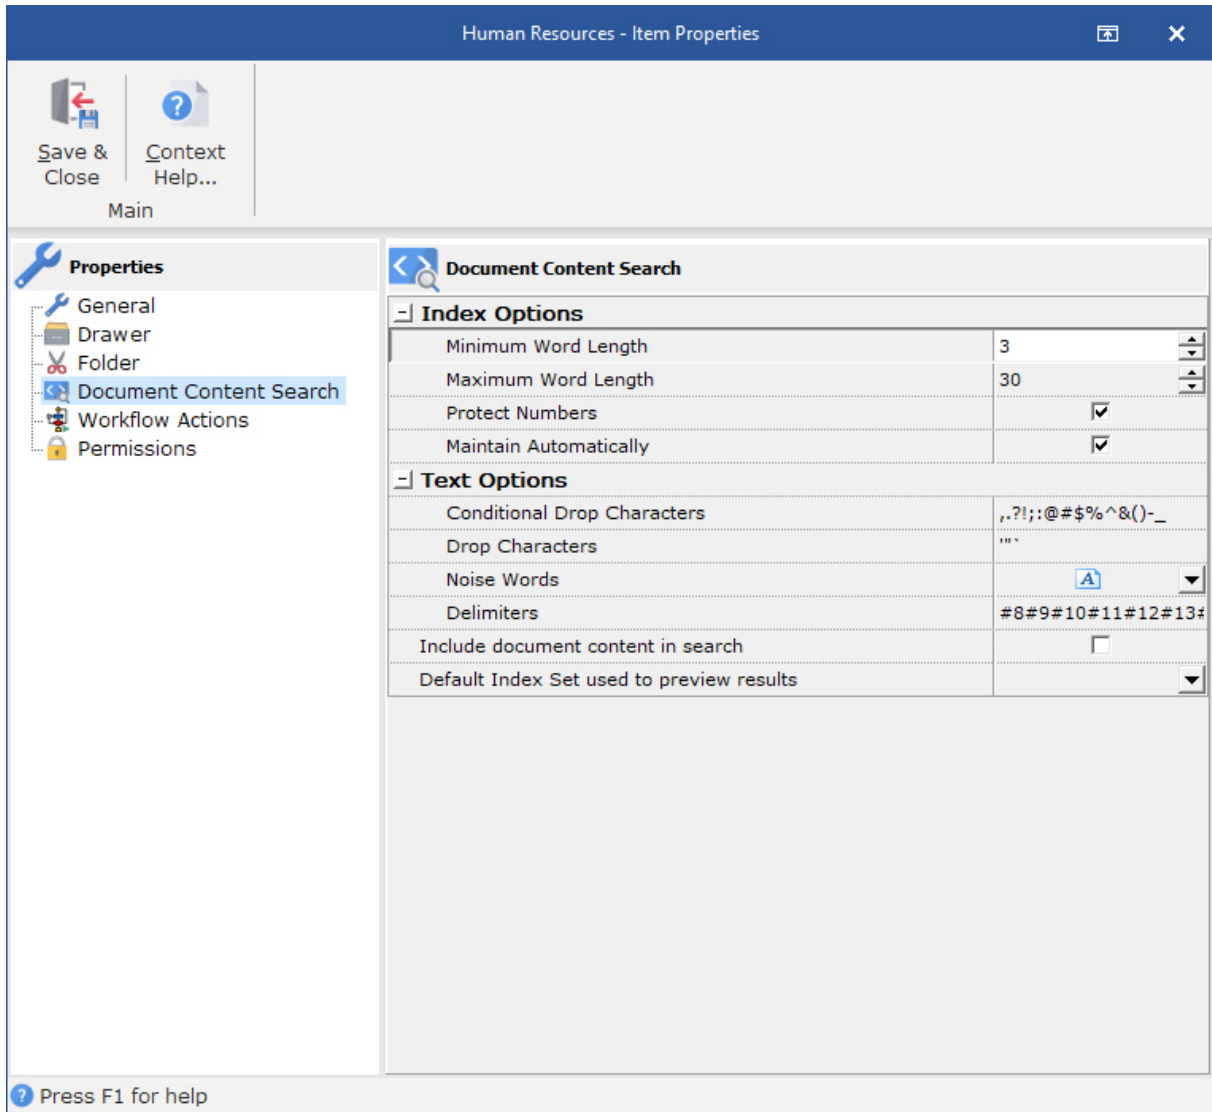 Human Resources - Item Properties
Save &
Close
Context
Help...
Main
Properties
General
Drawer
Folder
Document Content Search
Workflow Actions
Permissions
Document Content Search
Index Options
Minimum Word Length 3
Maximum Word Length 30
Protect Numbers
Maintain Automatically
Text Options
Conditional Drop Characters ,.?!;:@#$%^&()-_
Drop Characters '"`
Noise Words A
Delimiters #8#9#10#11#12#13#
Include document content in search
Default Index Set used to preview results
Press F1 for help